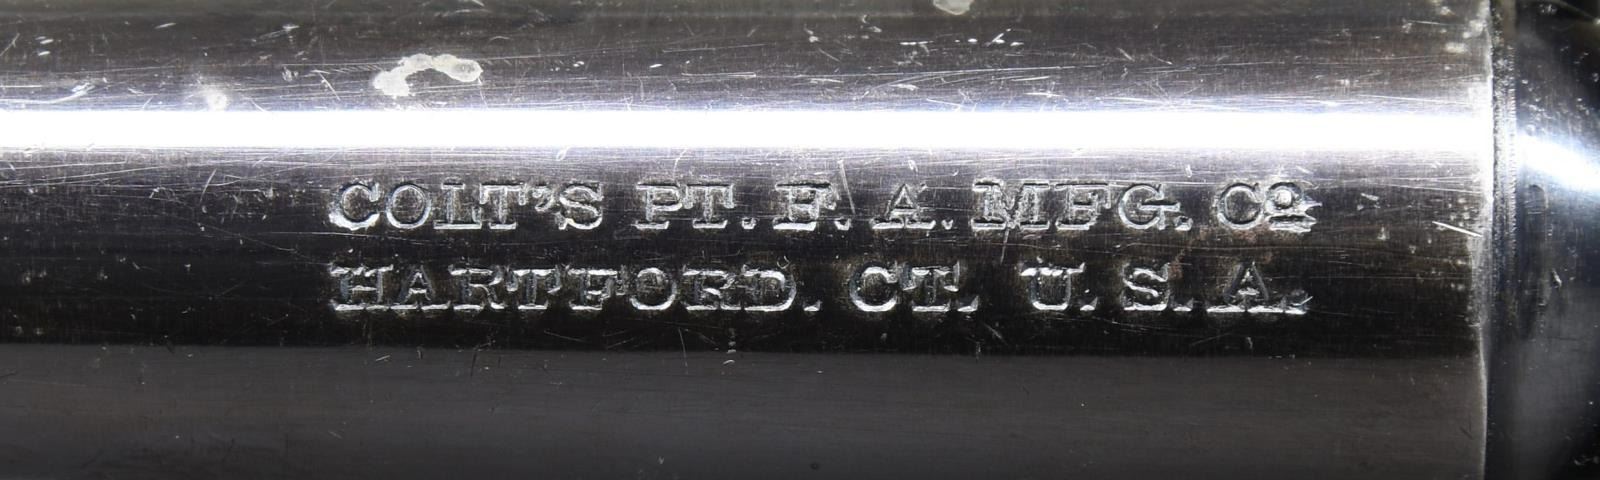 COLT'S PT. F. A. MFG. Cº
HARTFORD. CT. U. S. A.